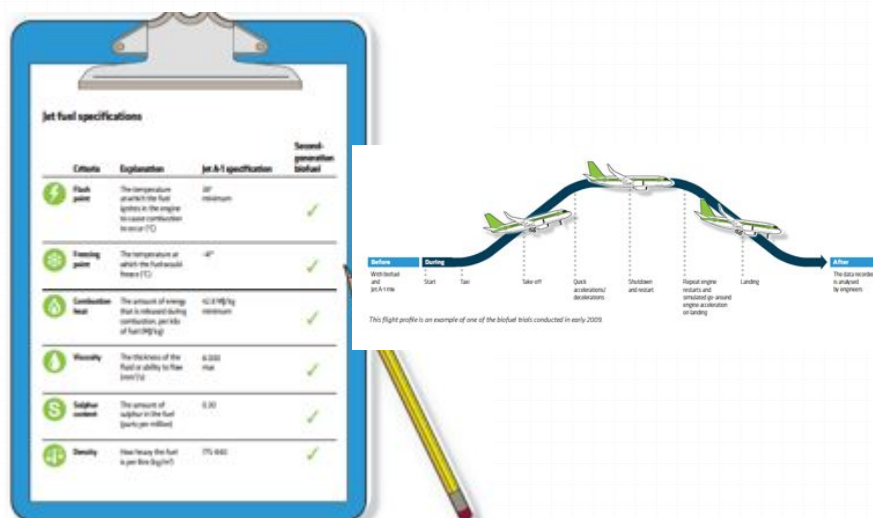 Jet fuel specifications
Criteria Explanation Jet A-1 specification Second-
generation
biofuel
Flash
point
The temperature
at which the fuel
ignites in the engine
to cause combustion
to occur (°C)
38°
minimum
Freezing
point
The temperature at
which the fuel would
freeze (°C)
-47°
Combustion
heat
The amount of energy
that is released during
combustion, per kilo
of fuel (MJ/kg)
42.8 MJ/kg
minimum
Viscosity
The thickness of the
fluid or ability to flow
(mm²/s)
8.000
max
S
Sulphur
content
The amount of
sulphur in the fuel
(parts per million)
0.30
Density
How heavy the fuel
is per litre (kg/m³)
775-840
Before During After
With biofuel
and
Jet A-1 mix
Start
Taxi
Take off
Quick
accelerations/
decelerations
Shutdown
and restart
Repeat engine
restarts and
simulated go-around
engine acceleration
on landing
Landing
The data recorded
is analysed
by engineers
This flight profile is an example of one of the biofuel trials conducted in early 2009.